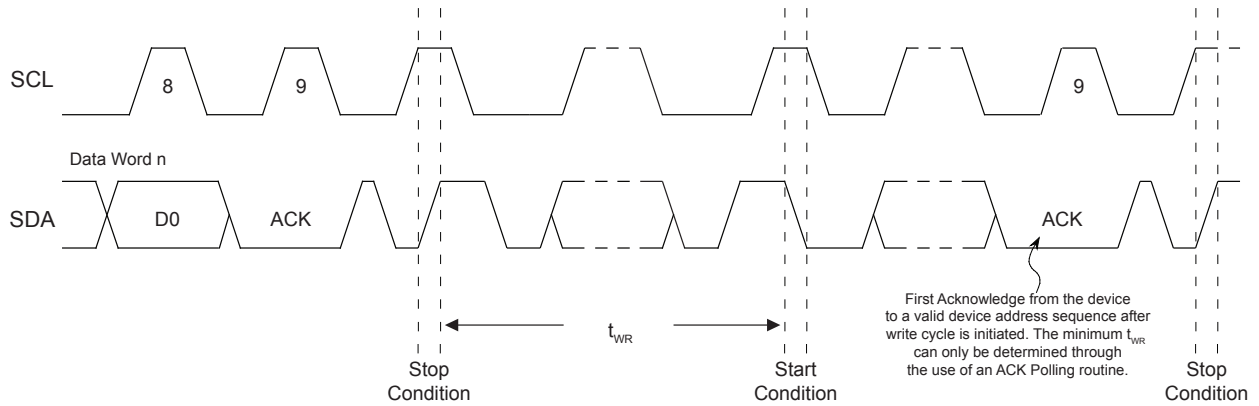 SCL
8
9
9
Data Word n
SDA
D0
ACK
ACK
First Acknowledge from the device
to a valid device address sequence after
write cycle is initiated. The minimum tWR
can only be determined through
the use of an ACK Polling routine.
tWR
Stop
Condition
Start
Condition
Stop
Condition